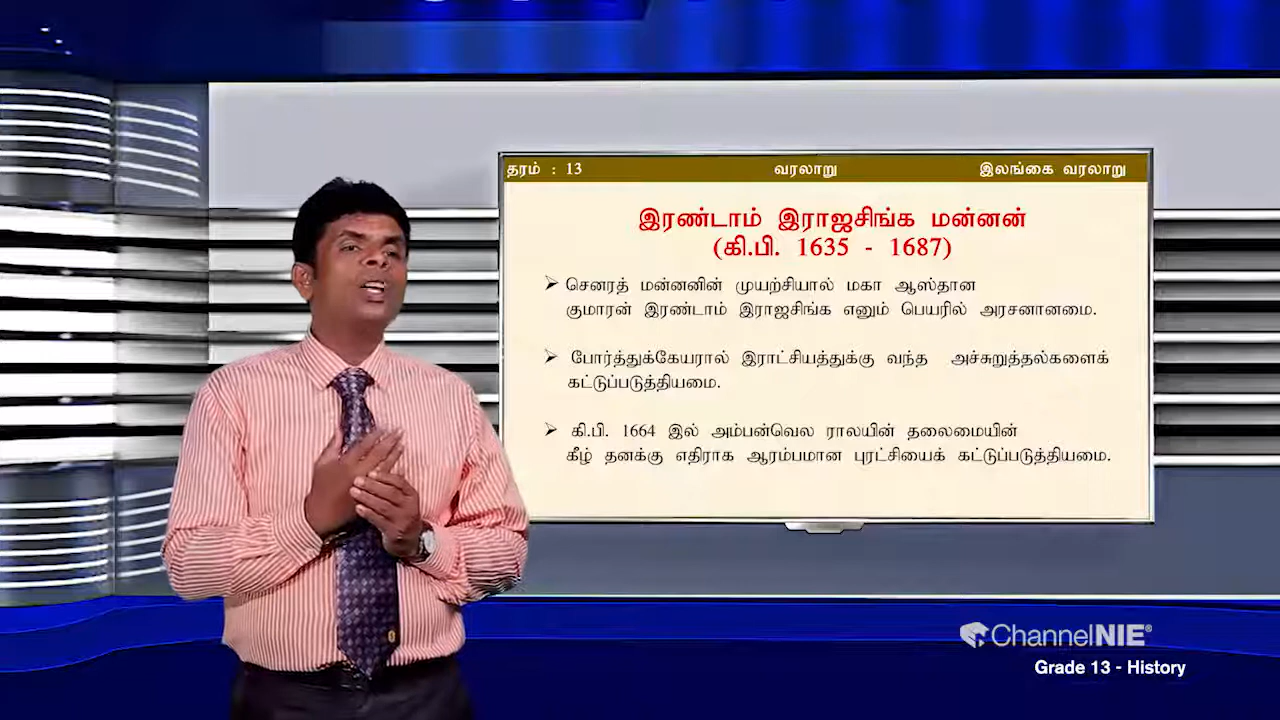 தரம் : 13 வரலாறு இலங்கை வரலாறு
இரண்டாம் இராஜசிங்க மன்னன்
(கி.பி. 1635 - 1687)
➢ செனரத் மன்னனின் முயற்சியால் மகா ஆஸ்தான
குமாரன் இரண்டாம் இராஜசிங்க எனும் பெயரில் அரசனானமை.
➢ போர்த்துக்கேயரால் இராட்சியத்துக்கு வந்த அச்சுறுத்தல்களைக்
கட்டுப்படுத்தியமை.
➢ கி.பி. 1664 இல் அம்பன்வெல ராலயின் தலைமையின்
கீழ் தனக்கு எதிராக ஆரம்பமான புரட்சியைக் கட்டுப்படுத்தியமை.
ChannelNIE®
Grade 13 - History